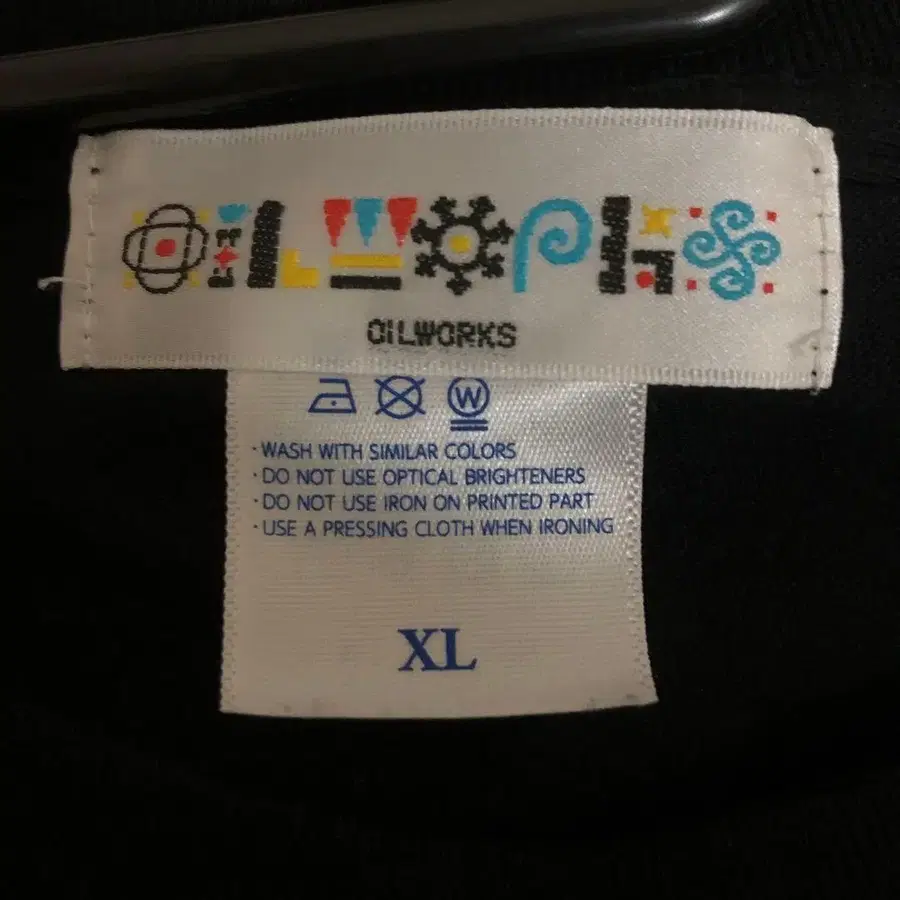 OILWORKS
OILWORKS
W
·WASH WITH SIMILAR COLORS
·DO NOT USE OPTICAL BRIGHTENERS
·DO NOT USE IRON ON PRINTED PART
·USE A PRESSING CLOTH WHEN IRONING
XL